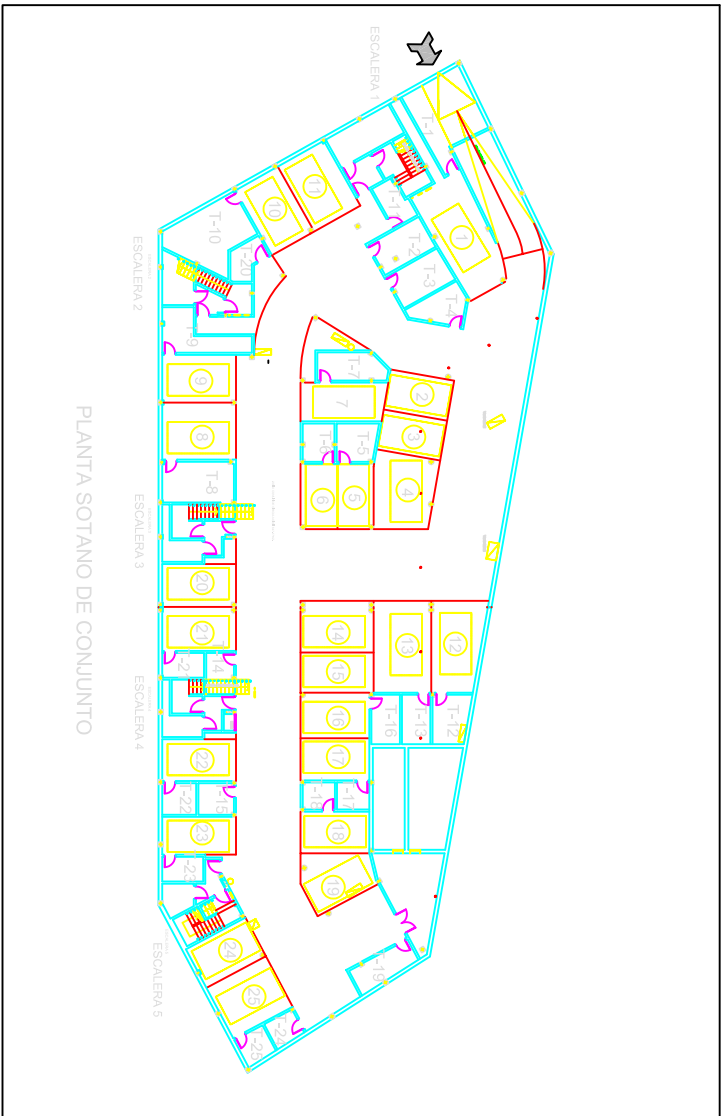 PLANTA SOTANO DE CONJUNTO
ESCALERA 1
ESCALERA 2
ESCALERA 3
ESCALERA 4
ESCALERA 5
T-1
1
T-1
T-2
T-3
T-4
11
10
T-10
T-20
T-9
9
8
T-8
T-7
7
2
3
4
T-6
T-5
6
5
20
21
T-2
T-14
22
T-22
T-15
23
T-23
24
25
T-24
T-25
14
13
12
15
16
T-16
T-13
T-12
17
T-18
T-17
18
19
T-19